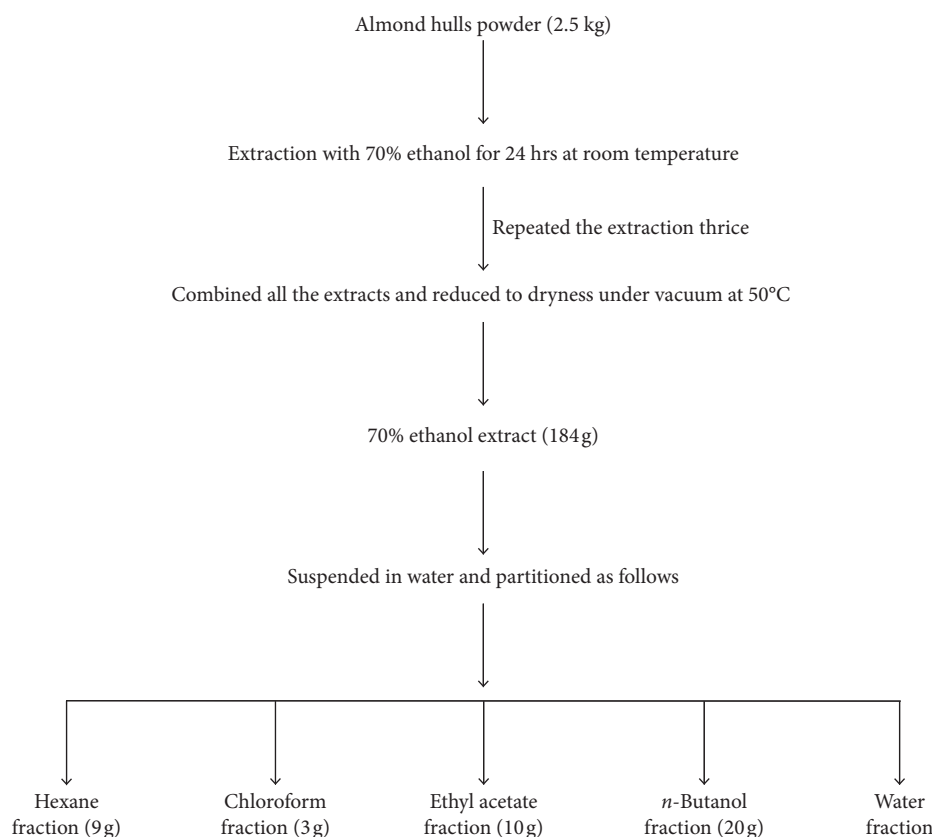 Almond hulls powder (2.5 kg)
Extraction with 70% ethanol for 24 hrs at room temperature
Repeated the extraction thrice
Combined all the extracts and reduced to dryness under vacuum at 50°C
70% ethanol extract (184 g)
Suspended in water and partitioned as follows
Hexane
fraction (9 g)
Chloroform
fraction (3 g)
Ethyl acetate
fraction (10 g)
n-Butanol
fraction (20 g)
Water
fraction